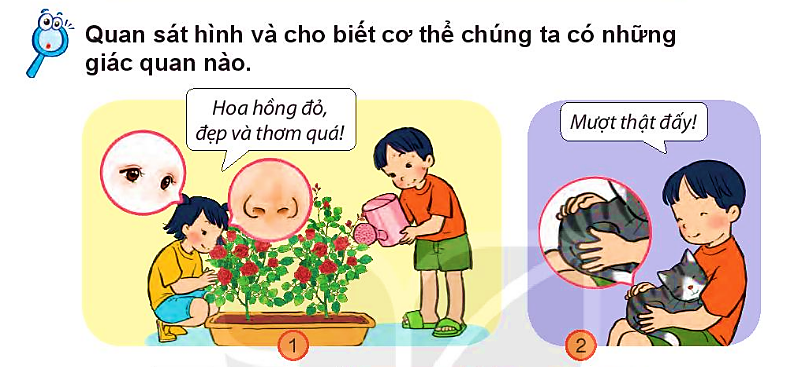 Quan sát hình và cho biết cơ thể chúng ta có những
giác quan nào.
Hoa hồng đỏ,
đẹp và thơm quá!
Mượt thật đấy!
1
2